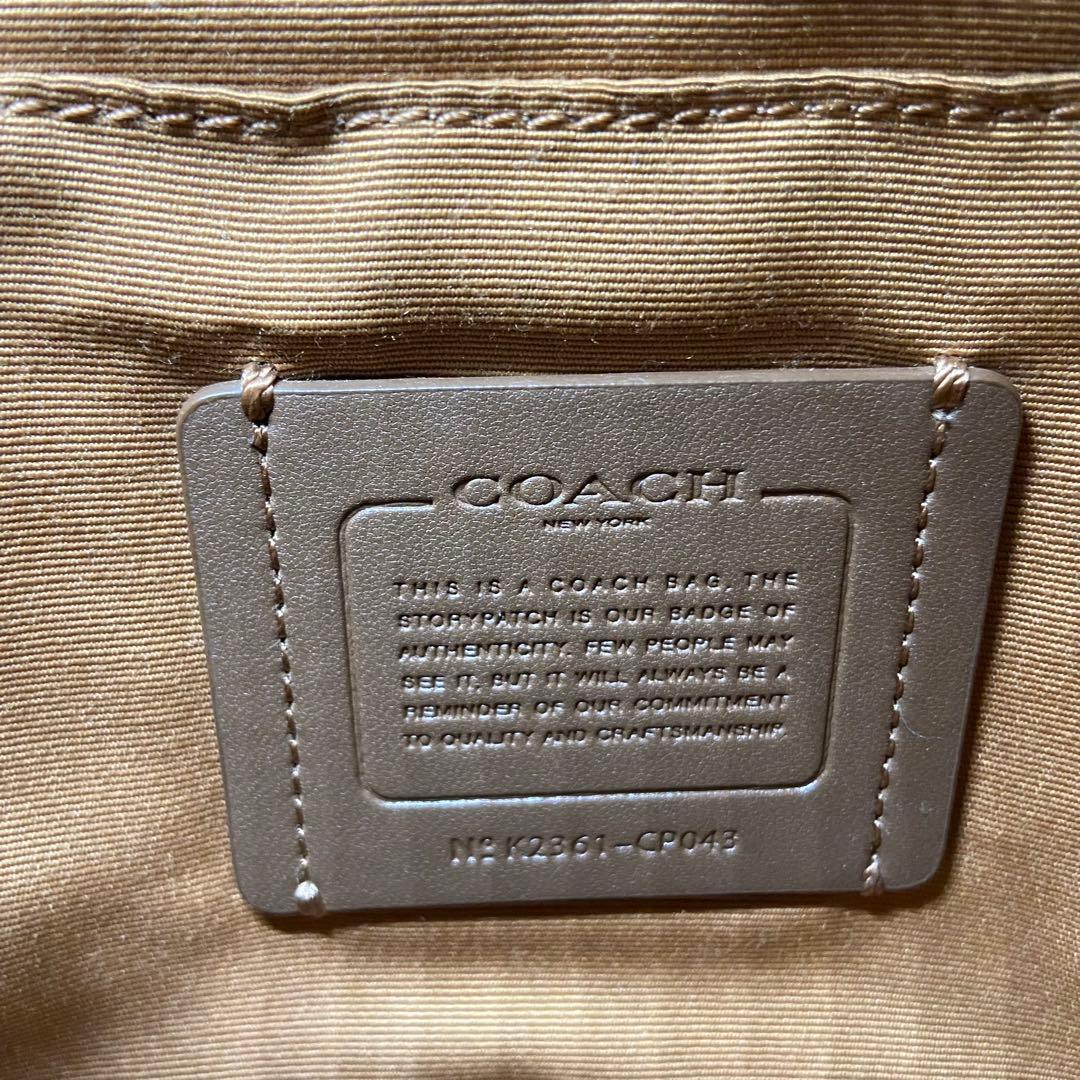 COACH
NEW YORK
THIS IS A COACH BAG. THE
STORYPATCH IS OUR BADGE OF
AUTHENTICITY. FEW PEOPLE MAY
SEE IT, BUT IT WILL ALWAYS BE A
REMINDER OF OUR COMMITMENT
TO QUALITY AND CRAFTSMANSHIP.
Nº K2361-CP043